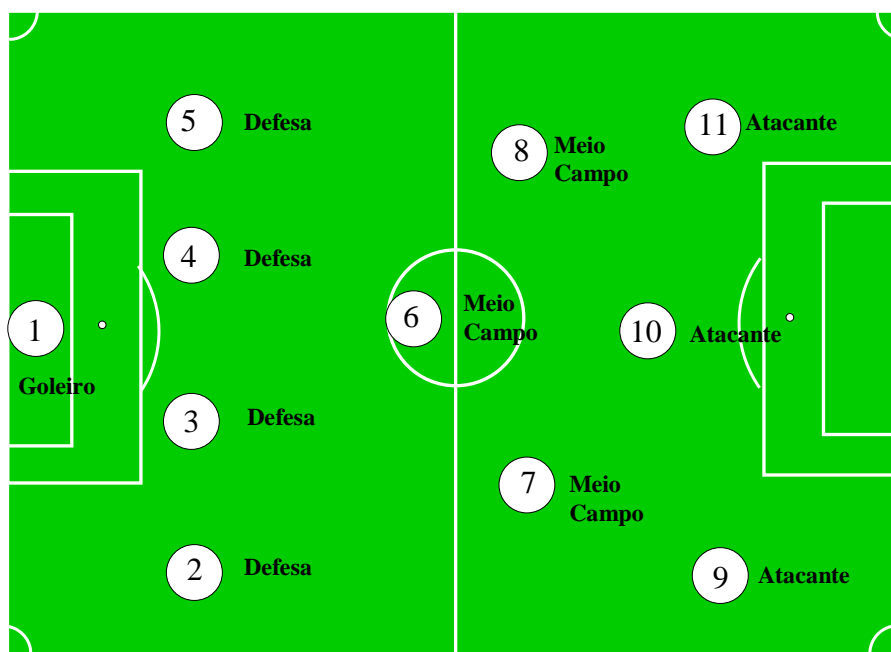 5 Defesa
11 Atacante
8 Meio
Campo
4 Defesa
6 Meio
Campo
1
Goleiro
10 Atacante
3 Defesa
7 Meio
Campo
2 Defesa
9 Atacante